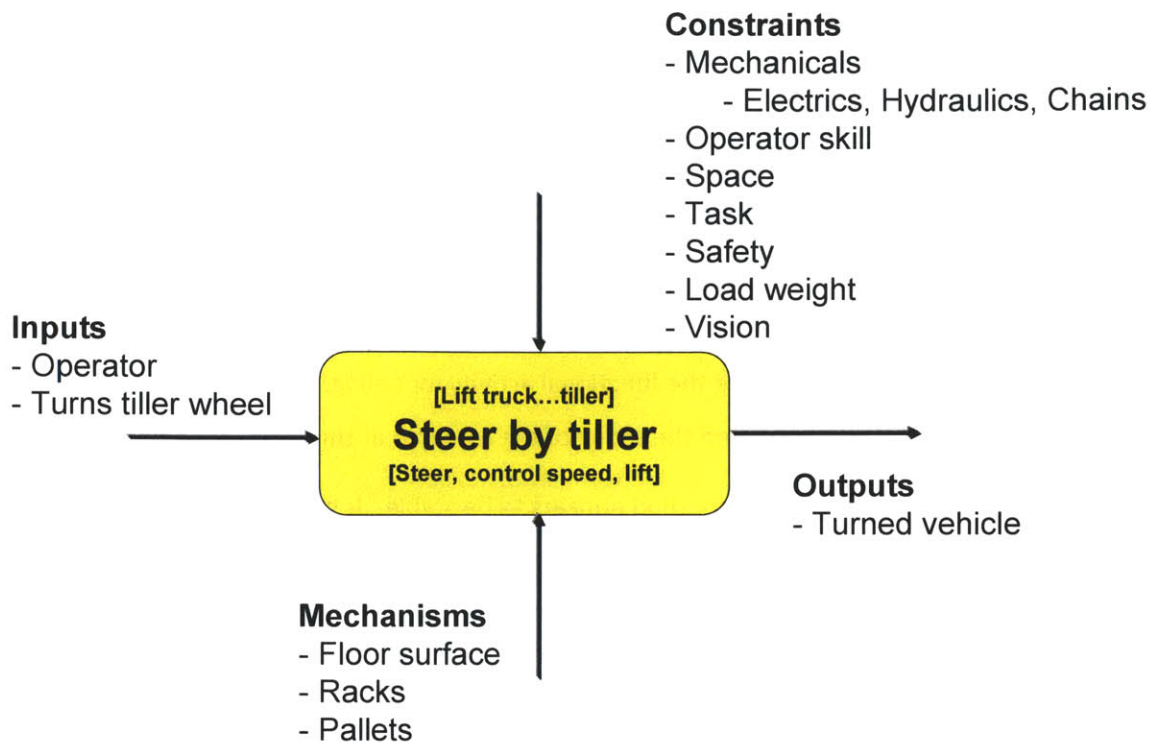 Constraints
- Mechanicals
- Electrics, Hydraulics, Chains
- Operator skill
- Space
- Task
- Safety
- Load weight
- Vision
Inputs
- Operator
- Turns tiller wheel
[Lift truck...tiller]
Steer by tiller
[Steer, control speed, lift]
Outputs
- Turned vehicle
Mechanisms
- Floor surface
- Racks
- Pallets